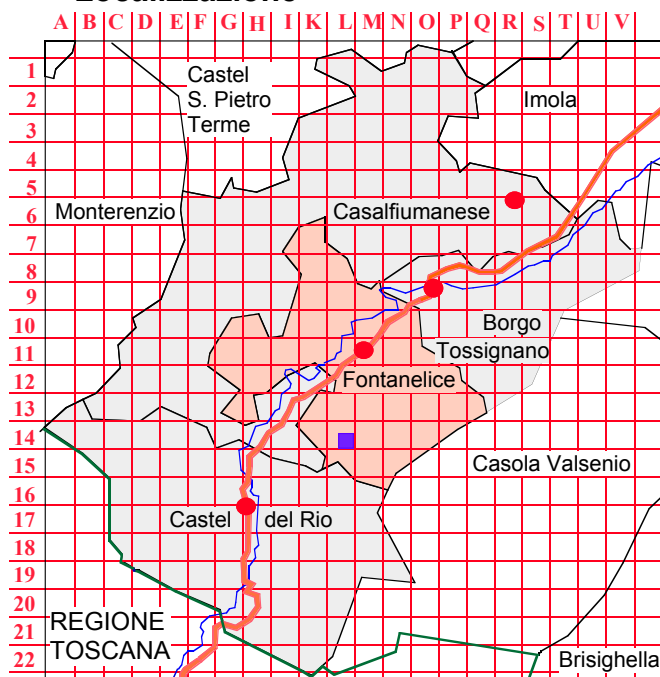 Localizzazione
A B C D E F G H I K L M N O P Q R S T U V
1
2
3
4
5
6
7
8
9
10
11
12
13
14
15
16
17
18
19
20
21
22
Castel
S. Pietro
Terme
Imola
Monterenzio
Casalfiumanese
Borgo
Tossignano
Fontanelice
Casola Valsenio
Castel del Rio
REGIONE
TOSCANA
Brisighella